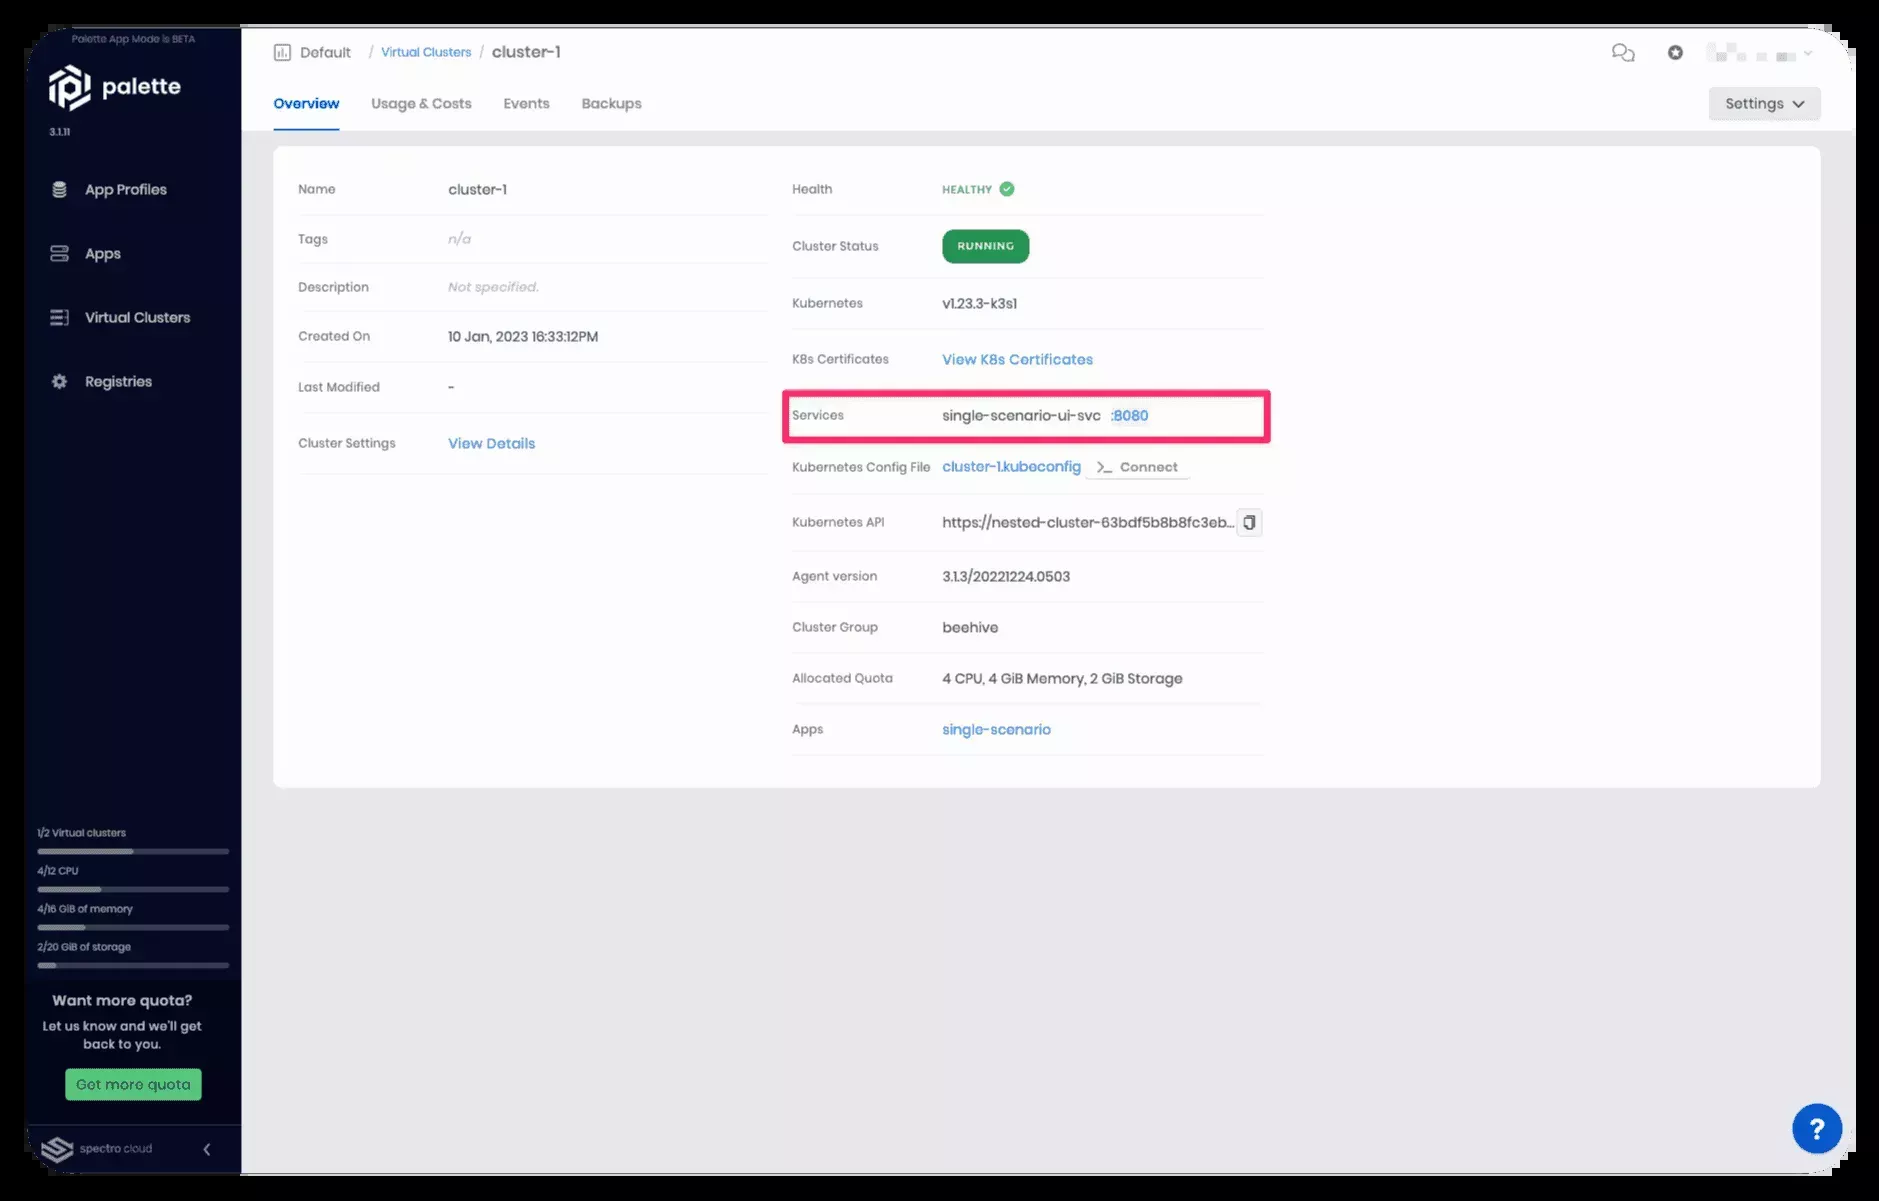 Palette App Mode is BETA
palette
3.1.11
App Profiles
Apps
Virtual Clusters
Registries
1/2 Virtual clusters
4/12 CPU
4/16 GiB of memory
2/20 GiB of storage
Want more quota?
Let us know and we'll get
back to you.
Get more quota
spectro cloud
Default / Virtual Clusters / cluster-1
Overview Usage & Costs Events Backups
Settings
Name cluster-1
Tags n/a
Description Not specified.
Created On 10 Jan, 2023 16:33:12PM
Last Modified -
Cluster Settings View Details
Health HEALTHY
Cluster Status RUNNING
Kubernetes v1.23.3-k3s1
K8s Certificates View K8s Certificates
Services single-scenario-ui-svc :8080
Kubernetes Config File cluster-1.kubeconfig >_ Connect
Kubernetes API https://nested-cluster-63bdf5b8b8fc3eb...
Agent version 3.1.3/20221224.0503
Cluster Group beehive
Allocated Quota 4 CPU, 4 GiB Memory, 2 GiB Storage
Apps single-scenario
?